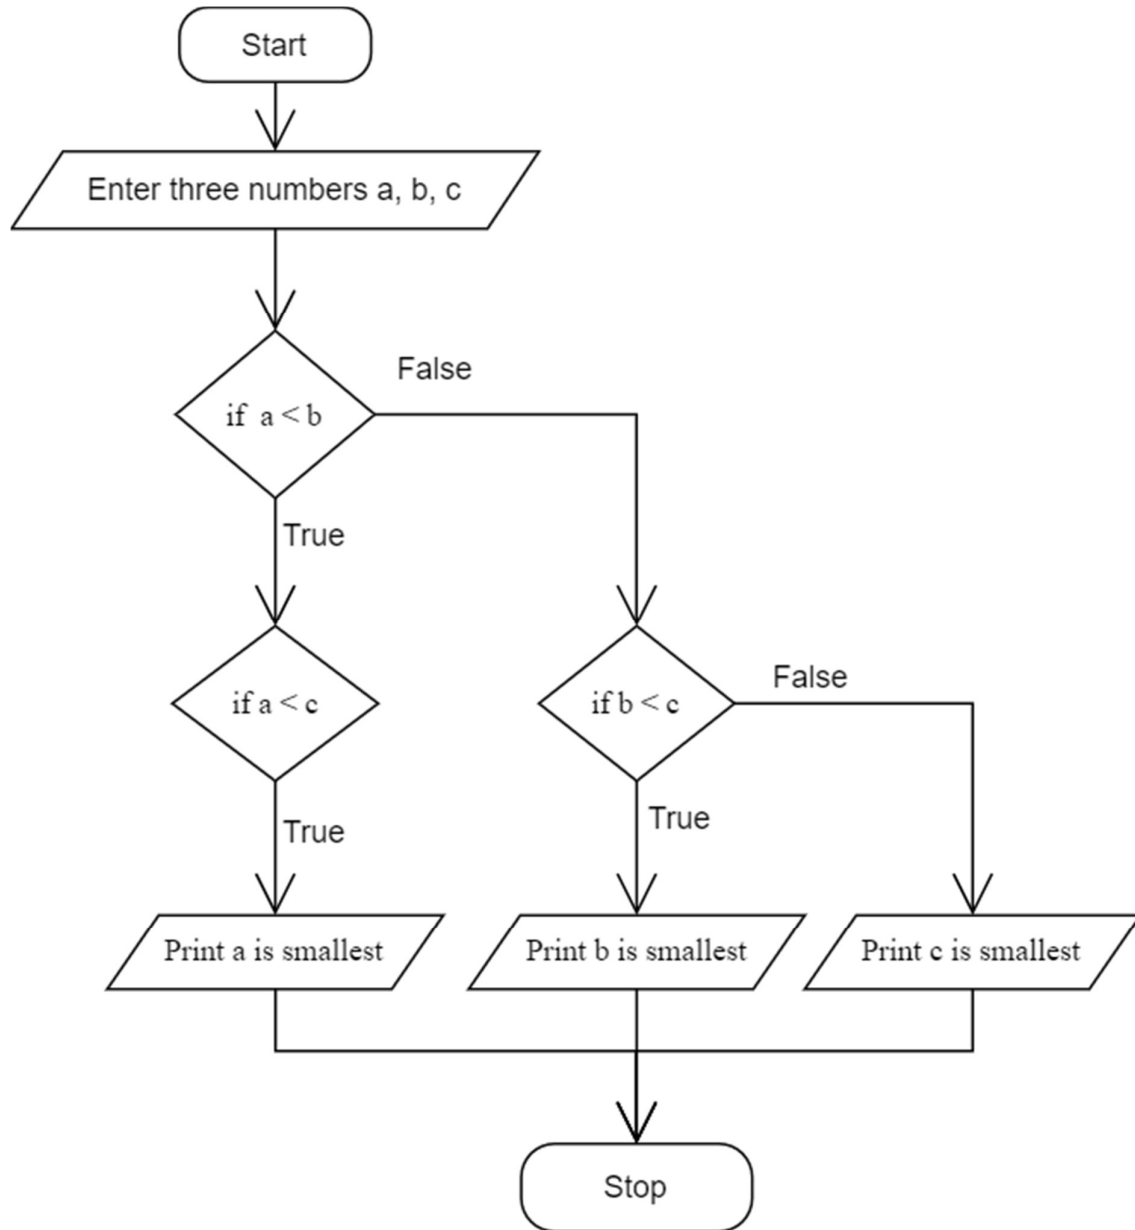 Start
Enter three numbers a, b, c
if a < b
False
True
if a < c
if b < c
False
True
True
Print a is smallest
Print b is smallest
Print c is smallest
Stop